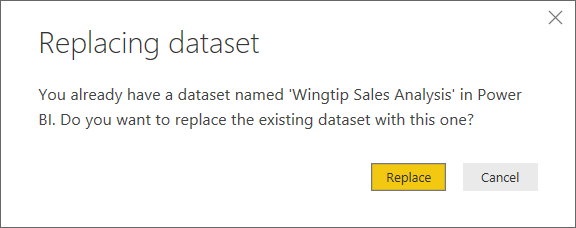 Replacing dataset
You already have a dataset named 'Wingtip Sales Analysis' in Power
BI. Do you want to replace the existing dataset with this one?
Replace Cancel